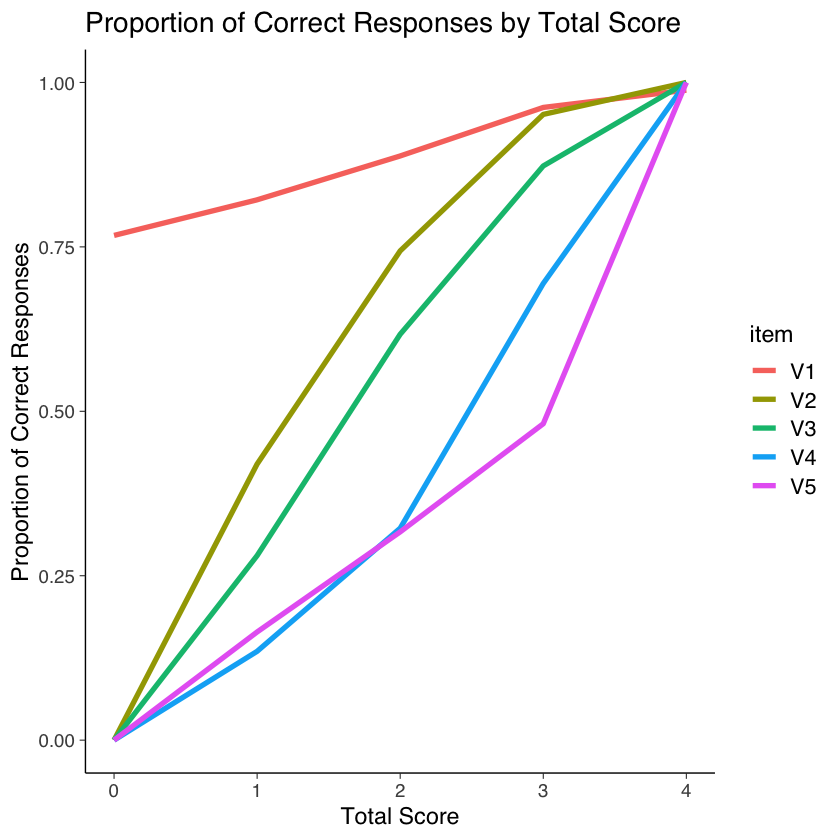 Proportion of Correct Responses by Total Score
Proportion of Correct Responses
1.00
0.75
0.50
0.25
0.00
0 1 2 3 4
Total Score
item
V1
V2
V3
V4
V5